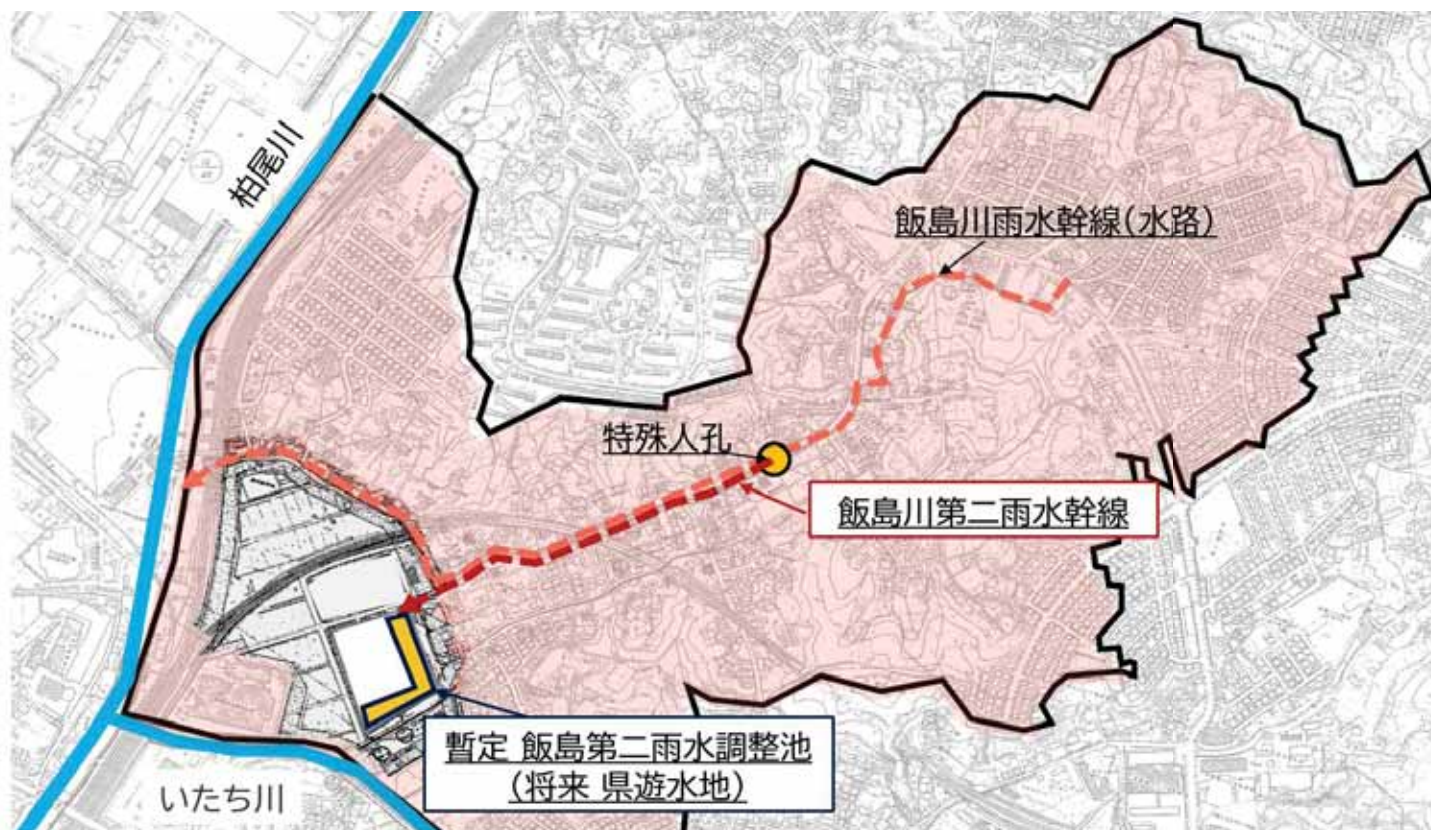 柏尾川
飯島川雨水幹線(水路)
特殊人孔
飯島川第二雨水幹線
暫定 飯島第二雨水調整池
(将来 県遊水地)
いたち川